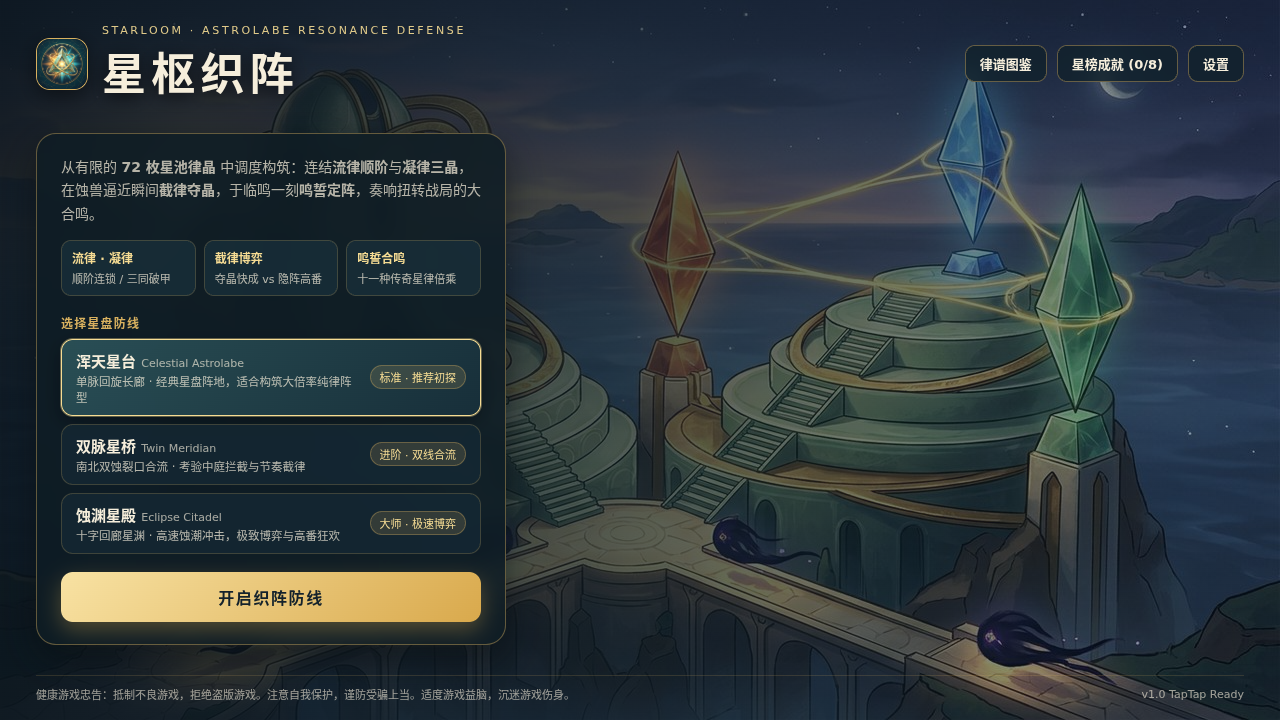 STARLOOM · ASTROLABE RESONANCE DEFENSE
星枢织阵
律谱图鉴
星榜成就 (0/8)
设置
从有限的 72 枚星池律晶 中调度构筑：连结流律顺阶与凝律三晶，
在蚀兽逼近瞬间截律夺晶，于临鸣一刻鸣誓定阵，奏响扭转战局的大
合鸣。
流律 · 凝律
顺阶连锁 / 三同破甲
截律博弈
夺晶快成 vs 隐阵高番
鸣誓合鸣
十一种传奇星律倍乘
选择星盘防线
浑天星台 Celestial Astrolabe
单脉回旋长廊 · 经典星盘阵地，适合构筑大倍率纯律阵
型
标准 · 推荐初探
双脉星桥 Twin Meridian
南北双蚀裂口合流 · 考验中庭拦截与节奏截律
进阶 · 双线合流
蚀渊星殿 Eclipse Citadel
十字回廊星渊 · 高速蚀潮冲击，极致博弈与高番狂欢
大师 · 极速博弈
开启织阵防线
健康游戏忠告：抵制不良游戏，拒绝盗版游戏。注意自我保护，谨防受骗上当。适度游戏益脑，沉迷游戏伤身。
v1.0 TapTap Ready